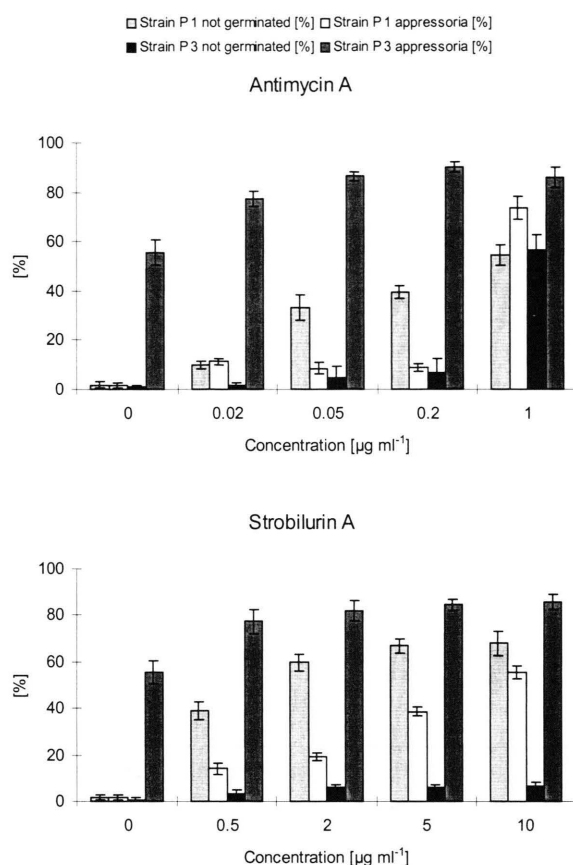 Strain P 1 not germinated [%] Strain P 1 appressoria [%]
Strain P 3 not germinated [%] Strain P 3 appressoria [%]
Antimycin A
100
80
60
40
20
0
[%]
0 0.02 0.05 0.2 1
Concentration [µg ml⁻¹]
Strobilurin A
100
80
60
40
20
0
[%]
0 0.5 2 5 10
Concentration [µg ml⁻¹]